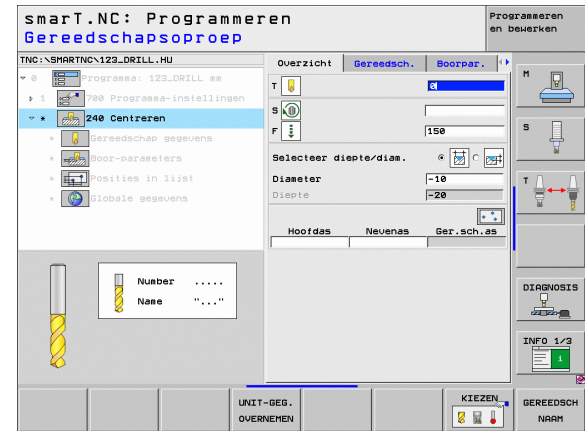 smarT.NC: Programmeren
Gereedschapsoproep
Programmeren
en bewerken
TNC:\SMARTNC\123_DRILL.HU
0 Programma: 123_DRILL mm
1 700 Programma-instellingen
* 240 Centreren
* Gereedschap gegevens
* Boor-parameters
* Posities in lijst
* Globale gegevens
Overzicht Gereedsch. Boorpar.
T 0
S
F 150
Selecteer diepte/diam.
Diameter -10
Diepte -20
Hoofdas Nevenas Ger.sch.as
Number .....
Name "..."
M
S
T
DIAGNOSIS
INFO 1/3
UNIT-GEG.
OVERNEMEN
KIEZEN
GEREEDSCH
NAAM